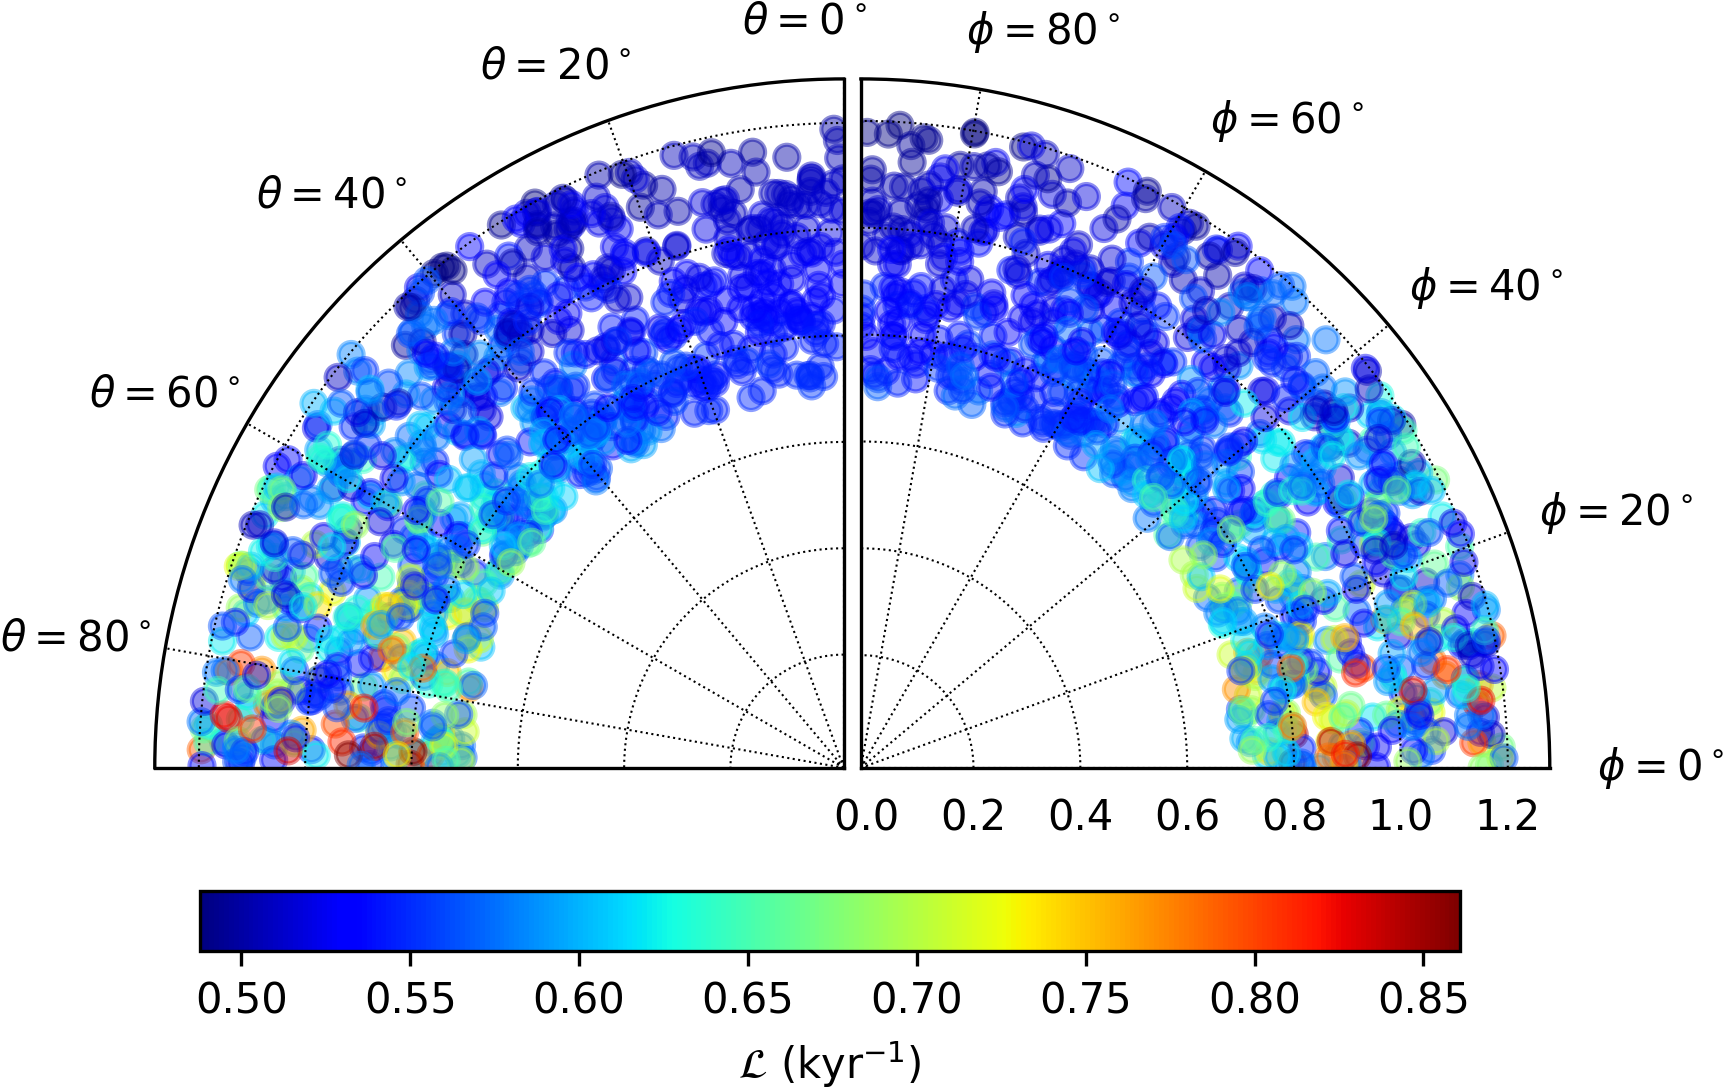 θ = 0°
ϕ = 80°
θ = 20°
ϕ = 60°
θ = 40°
ϕ = 40°
θ = 60°
ϕ = 20°
θ = 80°
ϕ = 0°
0.0 0.2 0.4 0.6 0.8 1.0 1.2
0.50 0.55 0.60 0.65 0.70 0.75 0.80 0.85
ℒ (kyr⁻¹)